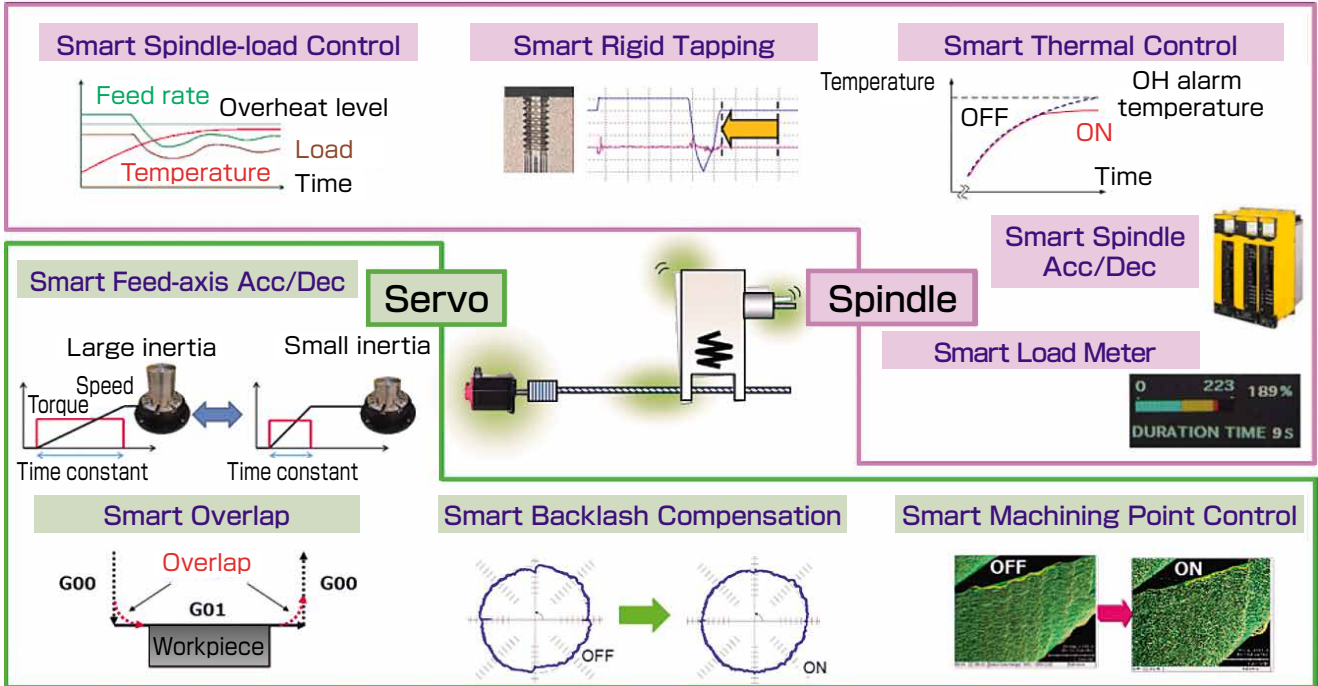 Smart Spindle-load Control
Feed rate
Overheat level
Load
Temperature
Time
Smart Rigid Tapping
Smart Thermal Control
Temperature
OH alarm
temperature
OFF
ON
Time
Smart Spindle
Acc/Dec
Smart Feed-axis Acc/Dec
Servo
Spindle
Large inertia
Small inertia
Speed
Torque
Time constant
Time constant
Smart Load Meter
0 223 189%
DURATION TIME 9S
Smart Overlap
Overlap
G00
G00
G01
Workpiece
Smart Backlash Compensation
OFF
ON
Smart Machining Point Control
OFF
ON